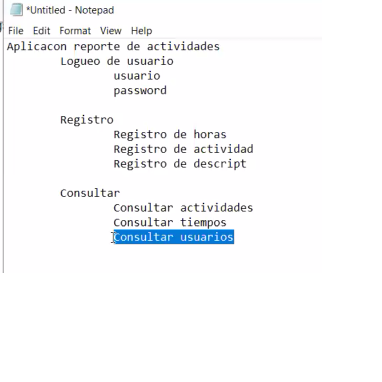 *Untitled - Notepad
File Edit Format View Help
Aplicacon reporte de actividades
Logueo de usuario
usuario
password
Registro
Registro de horas
Registro de actividad
Registro de descript
Consultar
Consultar actividades
Consultar tiempos
Consultar usuarios